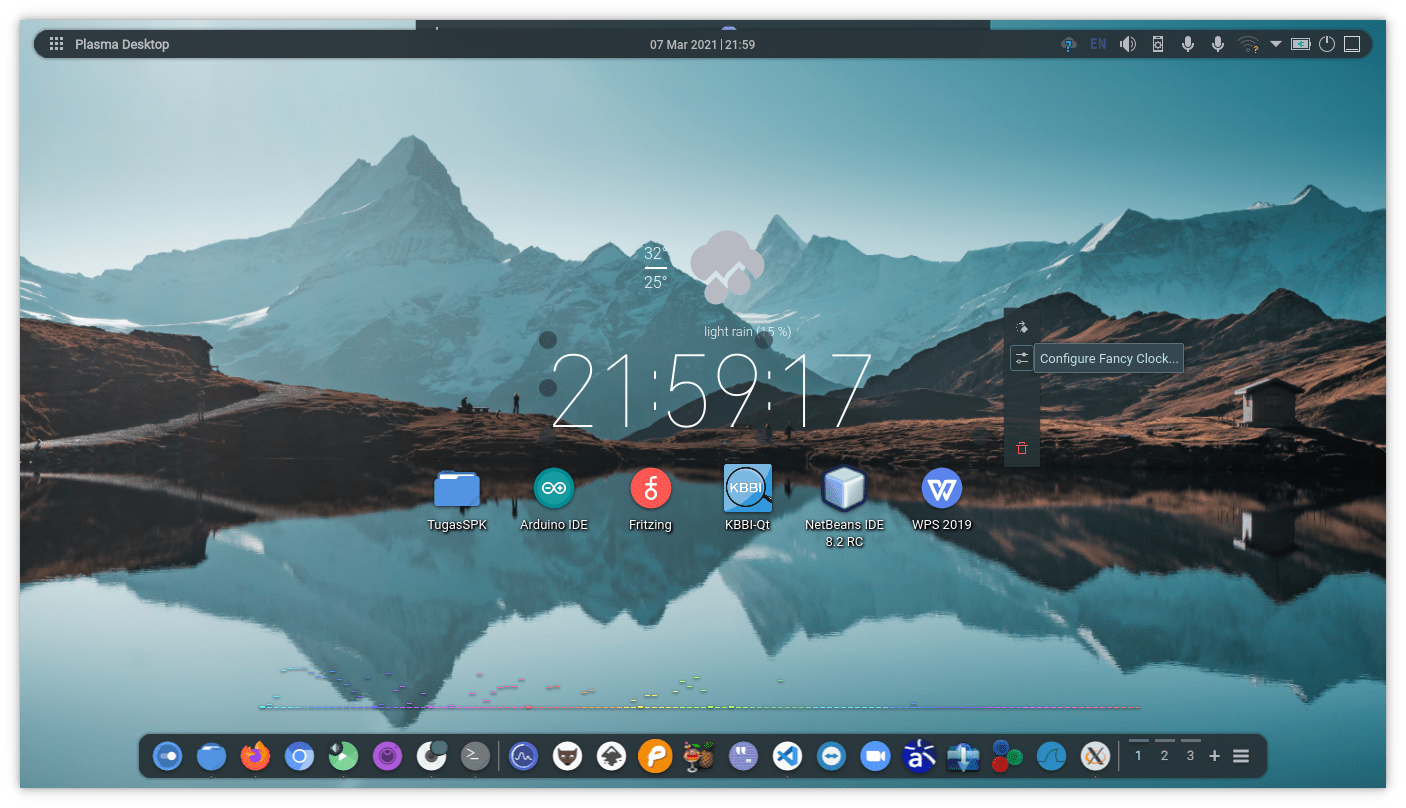 Plasma Desktop
07 Mar 2021 | 21:59
EN
32°
25°
light rain (15 %)
21:59:17
Configure Fancy Clock...
KBBI
TugasSPK
Arduino IDE
Fritzing
KBBI-Qt
NetBeans IDE
8.2 RC
WPS 2019
1 2 3 +